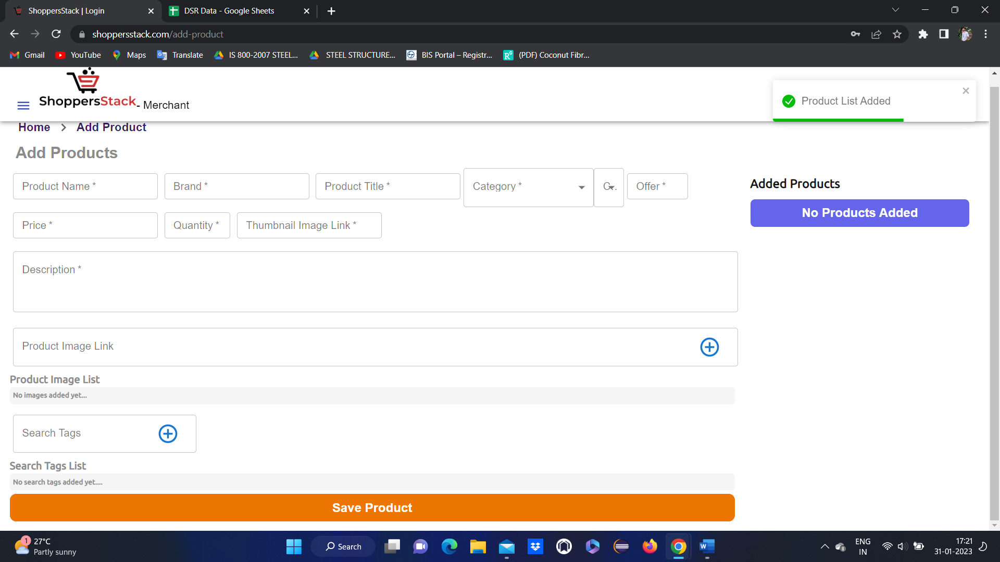 ShoppersStack | Login
DSR Data - Google Sheets
shoppersstack.com/add-product
Gmail
YouTube
Maps
Translate
IS 800-2007 STEEL...
STEEL STRUCTURE...
BIS Portal – Registr...
(PDF) Coconut Fibr...
ShoppersStack - Merchant
Product List Added
Home > Add Product
Add Products
Product Name *
Brand *
Product Title *
Category *
Offer *
Price *
Quantity *
Thumbnail Image Link *
Added Products
No Products Added
Description *
Product Image Link
Product Image List
No images added yet...
Search Tags
Search Tags List
No search tags added yet....
Save Product
1
27°C
Partly sunny
Search
ENG
IN
17:21
31-01-2023